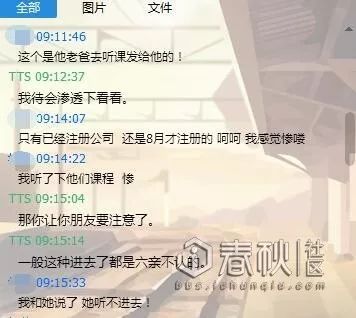 全部 图片 文件
09:11:46
这个是他老爸去听课发给他的！
TTS 09:12:37
我待会渗透下看看。
09:14:07
只有已经注册公司 还是8月才注册的 呵呵 我感觉惨喽
09:14:22
我听了下他们课程 惨
TTS 09:15:04
那你让你朋友要注意了。
TTS 09:15:14
一般这种进去了都是六亲不认的。
09:15:33
我和她说了 她听不进去！
春秋社区
bbs.ichunqiu.com